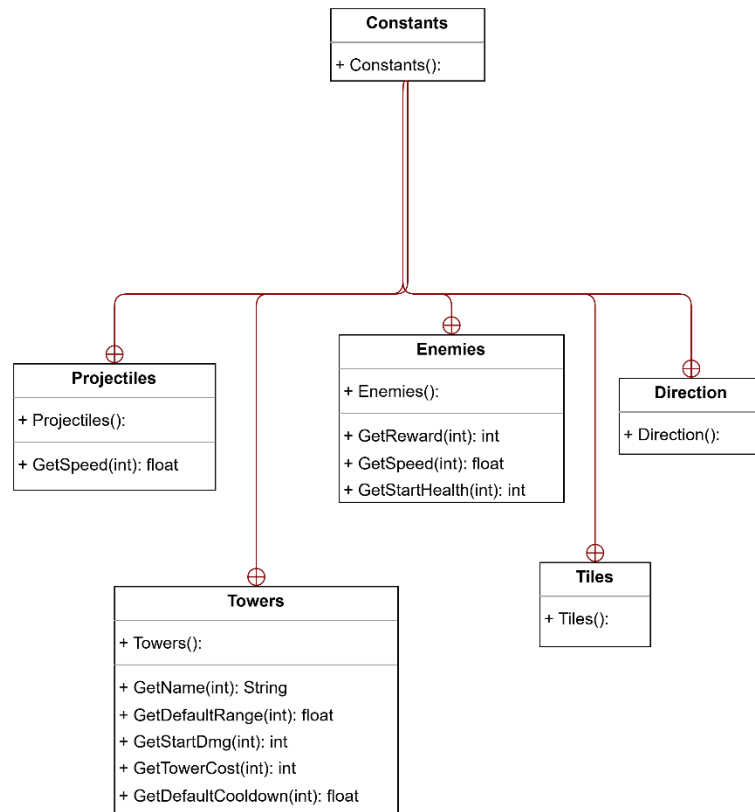 Constants
+ Constants():
Projectiles
+ Projectiles():
+ GetSpeed(int): float
Enemies
+ Enemies():
+ GetReward(int): int
+ GetSpeed(int): float
+ GetStartHealth(int): int
Direction
+ Direction():
Towers
+ Towers():
+ GetName(int): String
+ GetDefaultRange(int): float
+ GetStartDmg(int): int
+ GetTowerCost(int): int
+ GetDefaultCooldown(int): float
Tiles
+ Tiles():